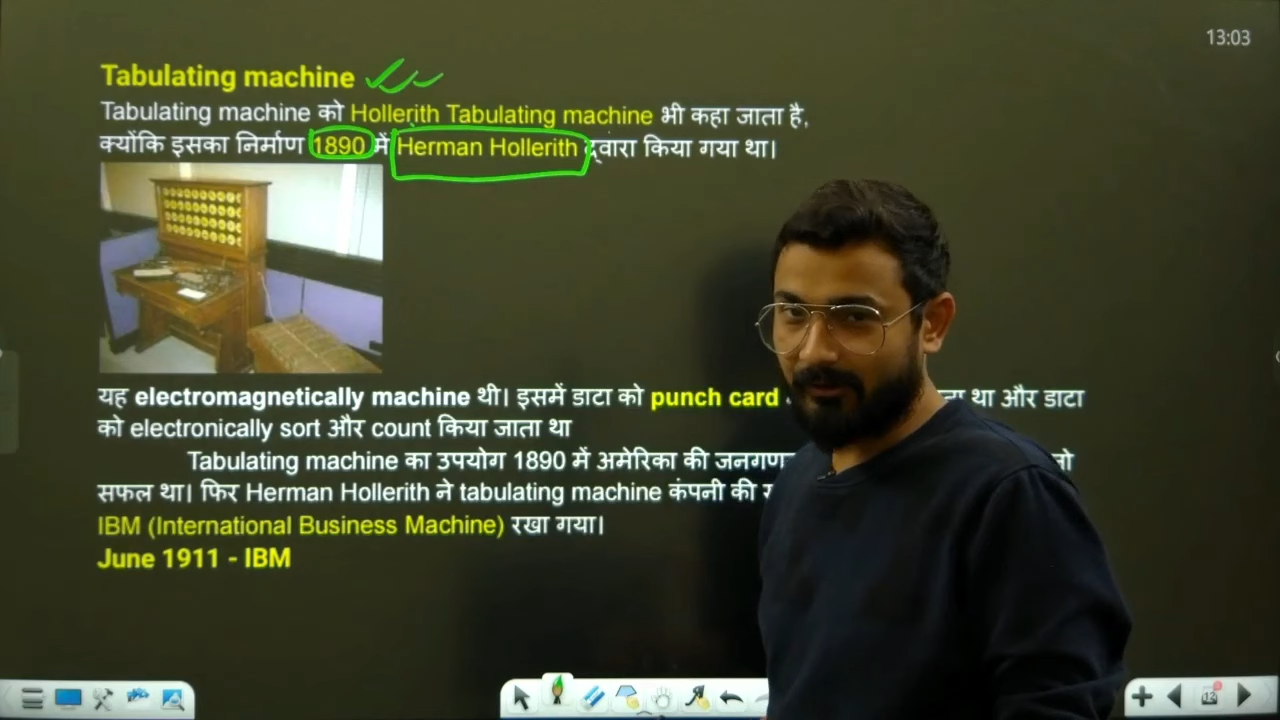 13:03
Tabulating machine
Tabulating machine को Hollerith Tabulating machine भी कहा जाता है,
क्योंकि इसका निर्माण 1890 में Herman Hollerith द्वारा किया गया था।
यह electromagnetically machine थी। इसमें डाटा को punch card था और डाटा
को electronically sort और count किया जाता था
Tabulating machine का उपयोग 1890 में अमेरिका की
सफल था। फिर Herman Hollerith ने tabulating machine कंपनी की
IBM (International Business Machine) रखा गया।
June 1911 - IBM
12